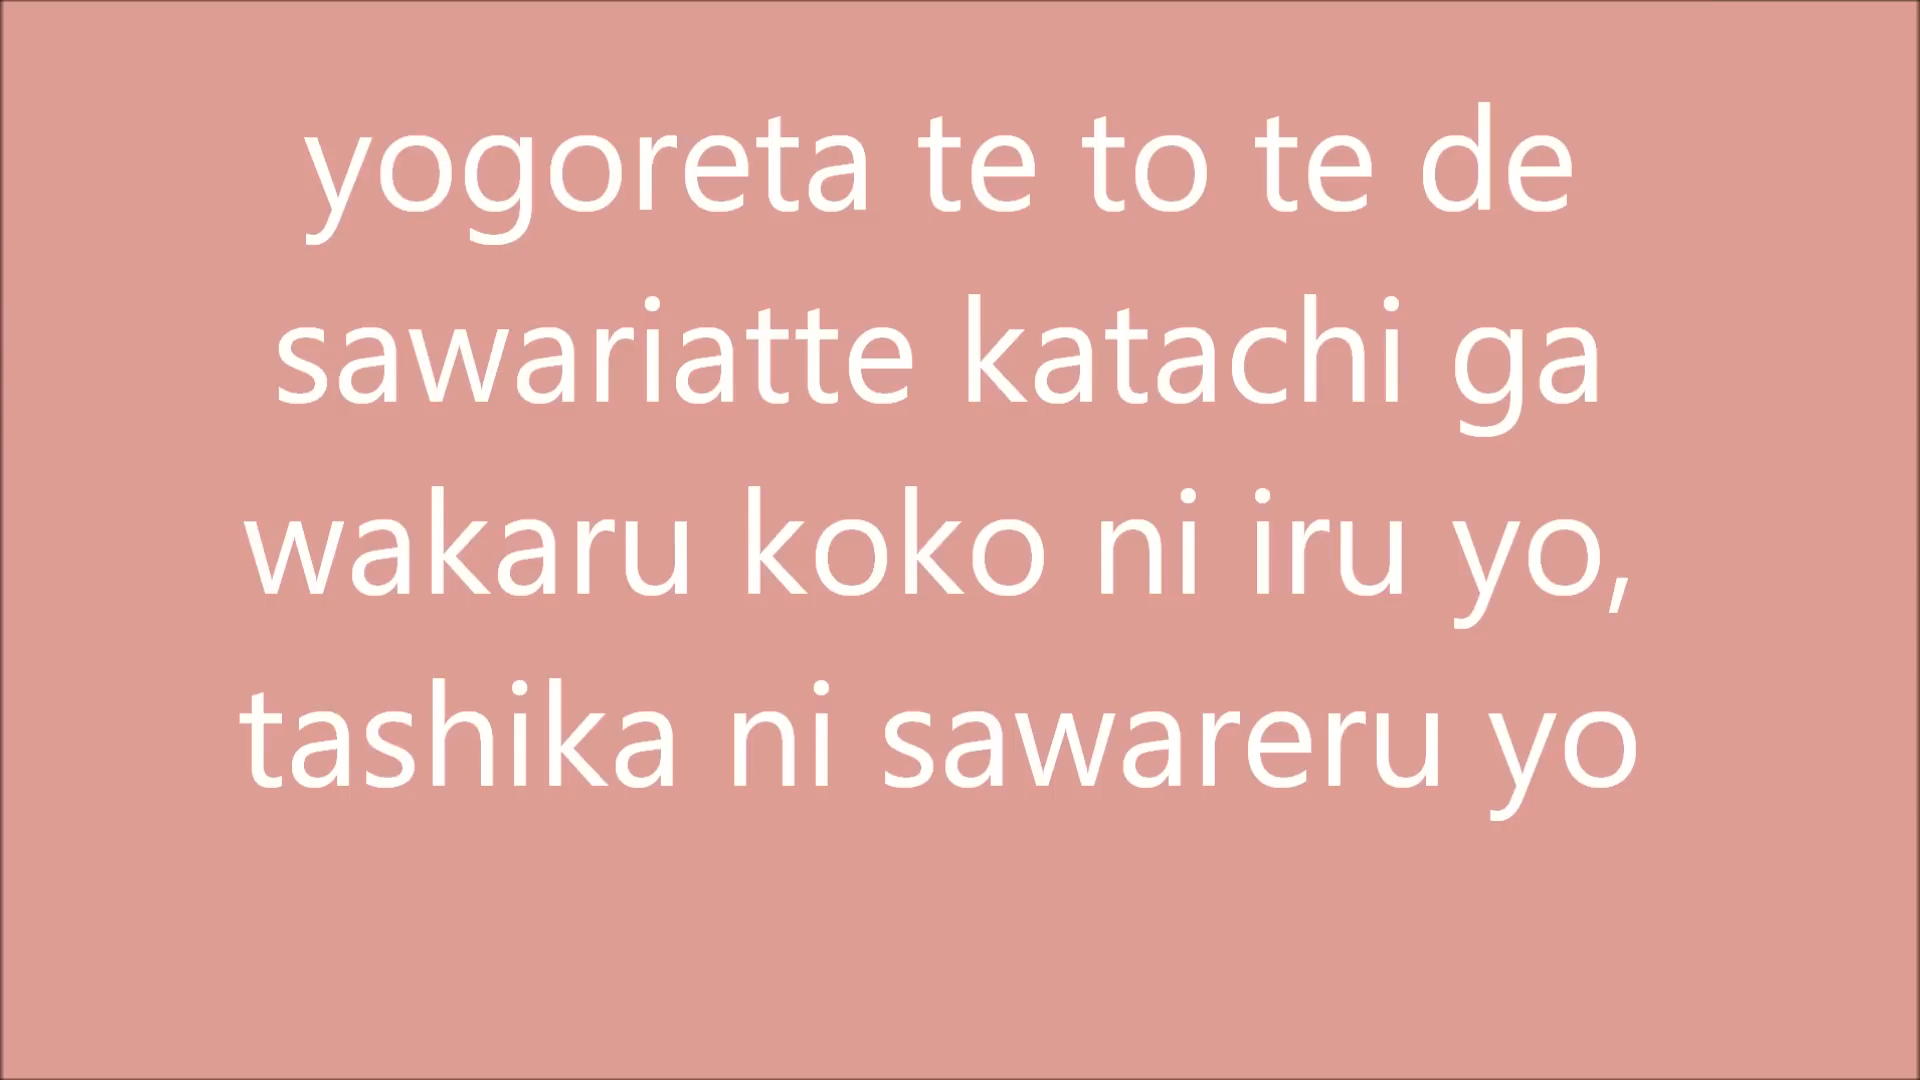 yogoreta te to te de
sawariatte katachi ga
wakaru koko ni iru yo,
tashika ni sawareru yo